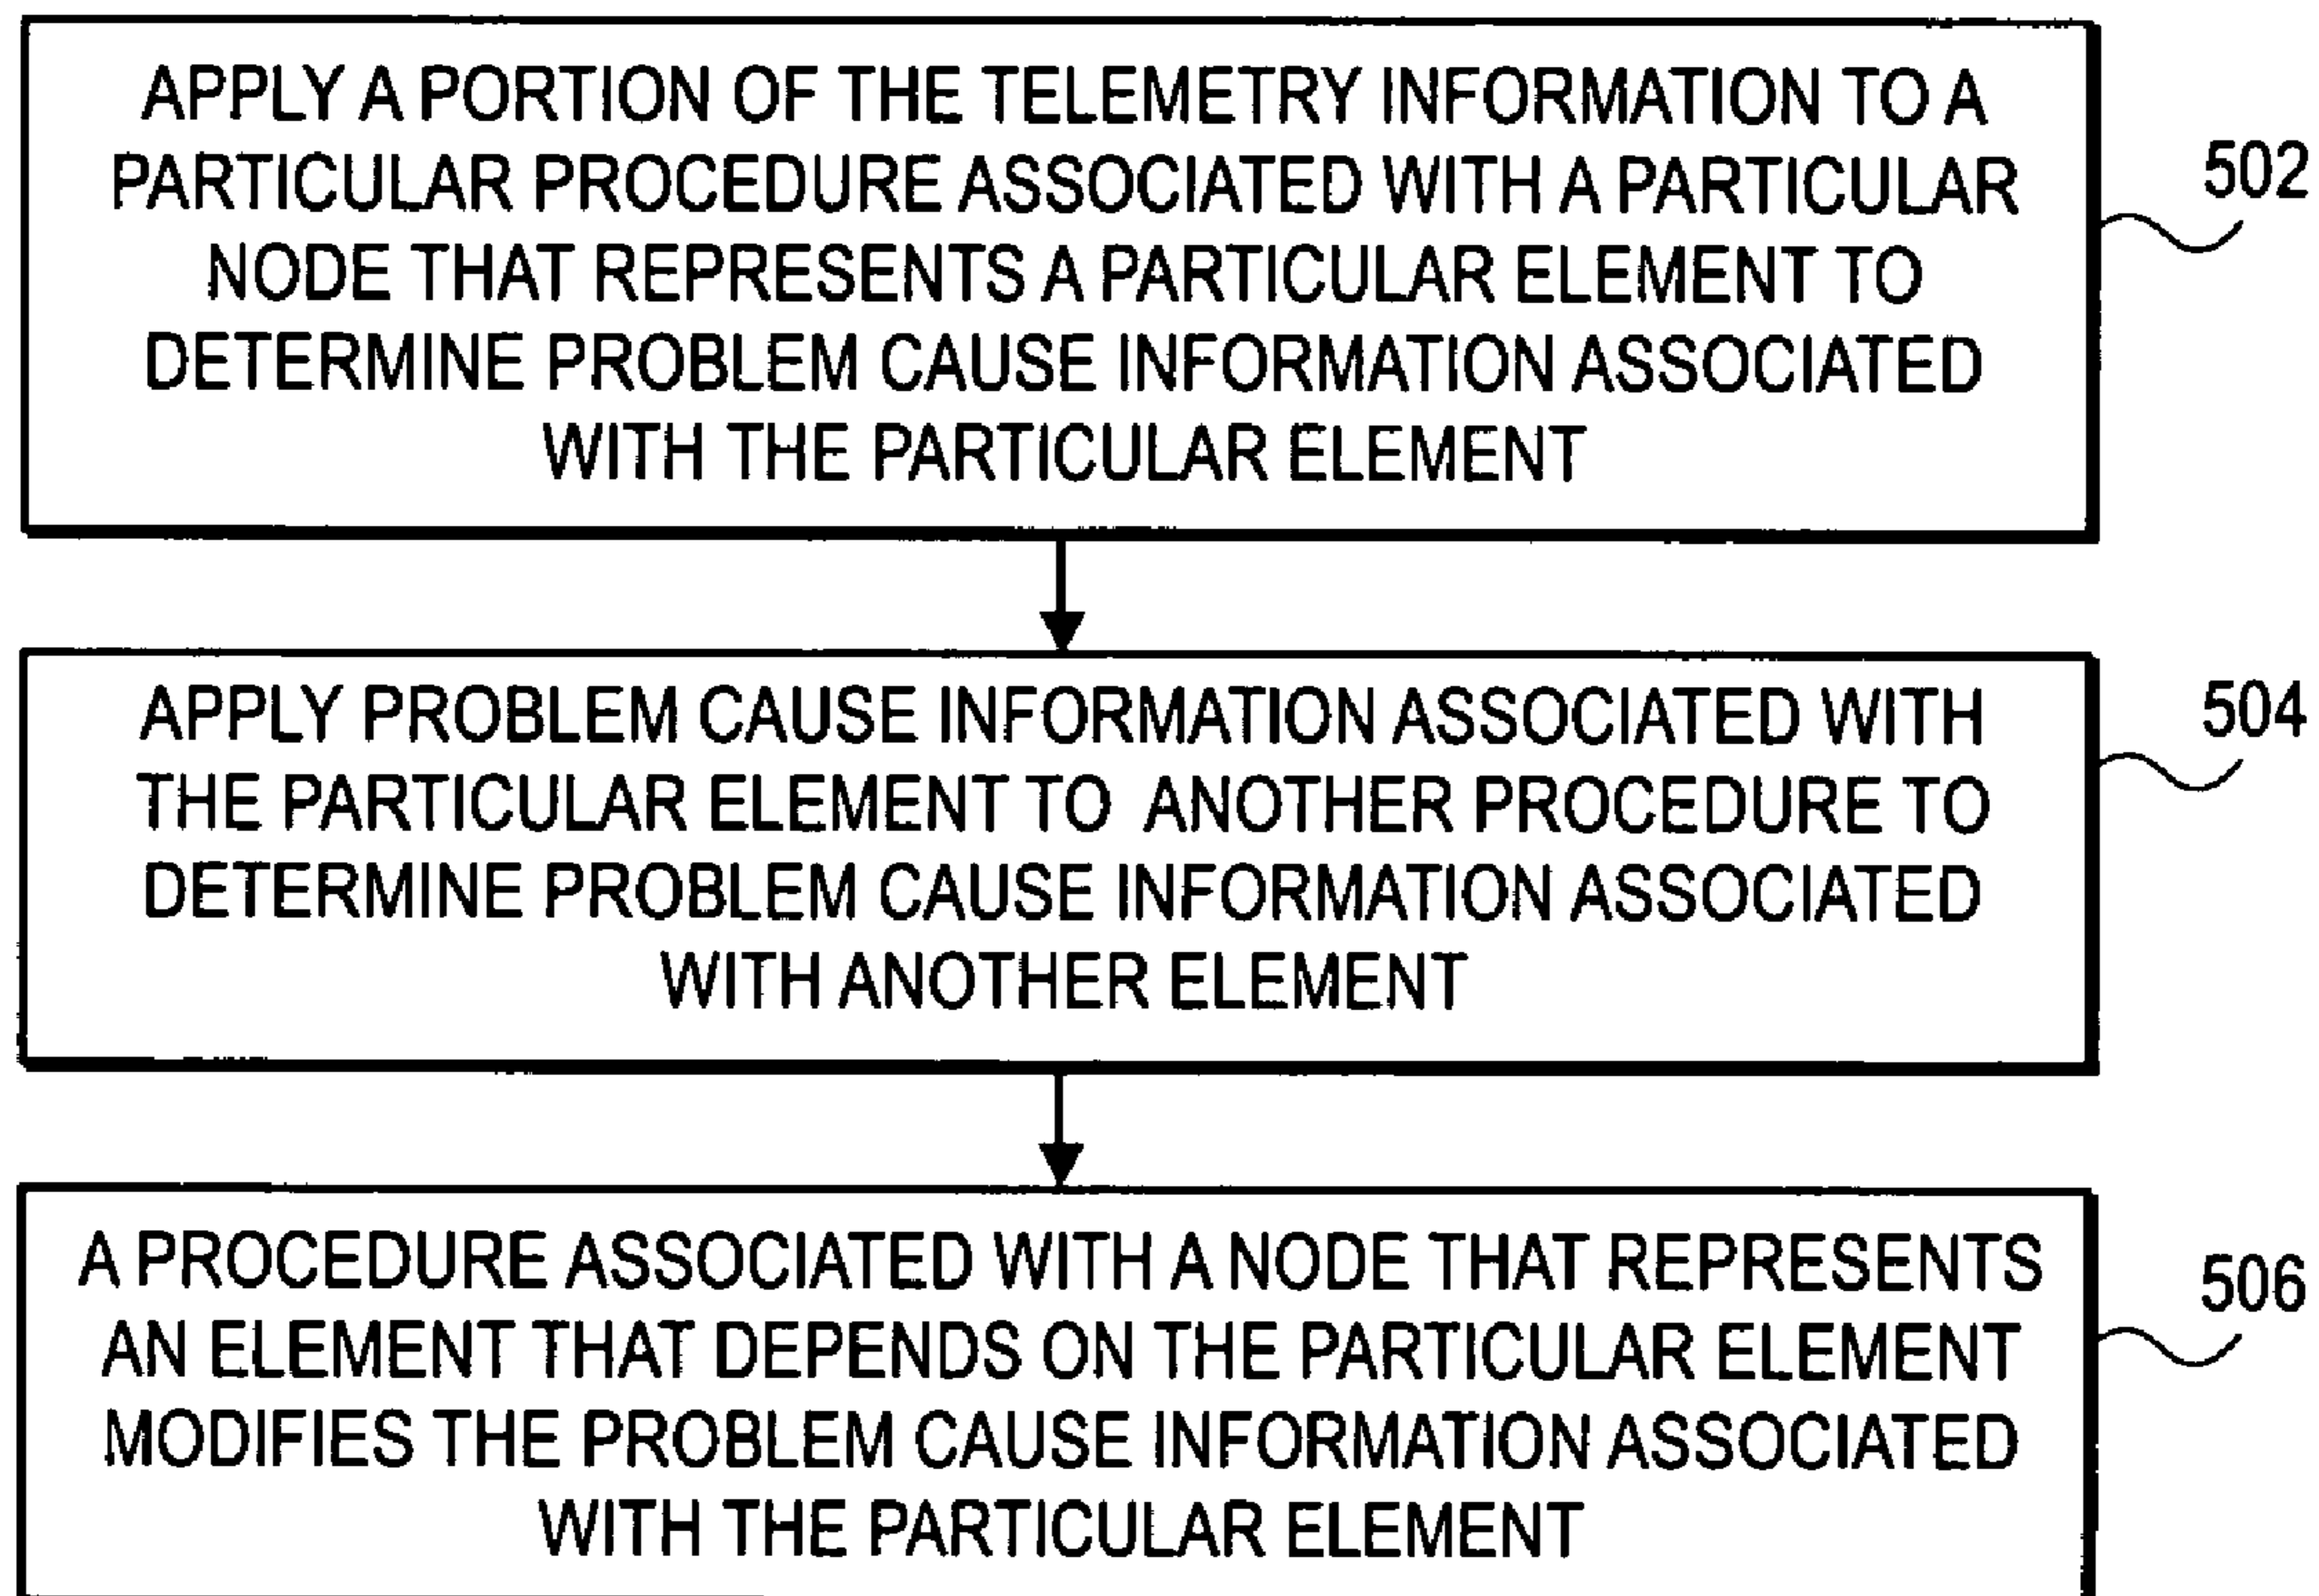 APPLY A PORTION OF THE TELEMETRY INFORMATION TO A
PARTICULAR PROCEDURE ASSOCIATED WITH A PARTICULAR
NODE THAT REPRESENTS A PARTICULAR ELEMENT TO
DETERMINE PROBLEM CAUSE INFORMATION ASSOCIATED
WITH THE PARTICULAR ELEMENT
502
APPLY PROBLEM CAUSE INFORMATION ASSOCIATED WITH
THE PARTICULAR ELEMENT TO ANOTHER PROCEDURE TO
DETERMINE PROBLEM CAUSE INFORMATION ASSOCIATED
WITH ANOTHER ELEMENT
504
A PROCEDURE ASSOCIATED WITH A NODE THAT REPRESENTS
AN ELEMENT THAT DEPENDS ON THE PARTICULAR ELEMENT
MODIFIES THE PROBLEM CAUSE INFORMATION ASSOCIATED
WITH THE PARTICULAR ELEMENT
506